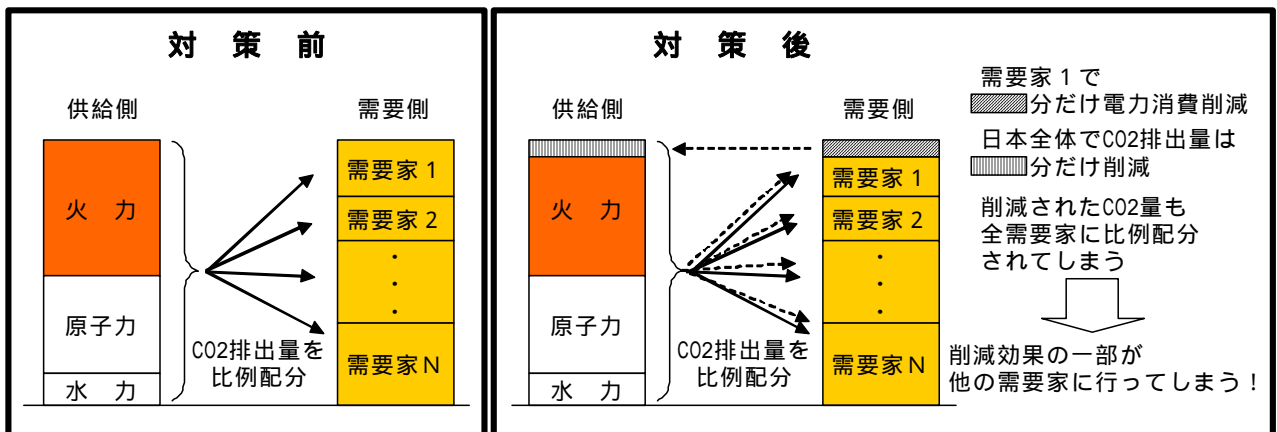 対 策 前
供給側
需要側
火 力
原子力
水 力
需要家1
需要家2
・
・
・
需要家N
CO2排出量を
比例配分
対 策 後
供給側
需要側
火 力
原子力
水 力
需要家1
需要家2
・
・
・
需要家N
CO2排出量を
比例配分
需要家1で
分だけ電力消費削減
日本全体でCO2排出量は
分だけ削減
削減されたCO2量も
全需要家に比例配分
されてしまう
削減効果の一部が
他の需要家に行ってしまう!